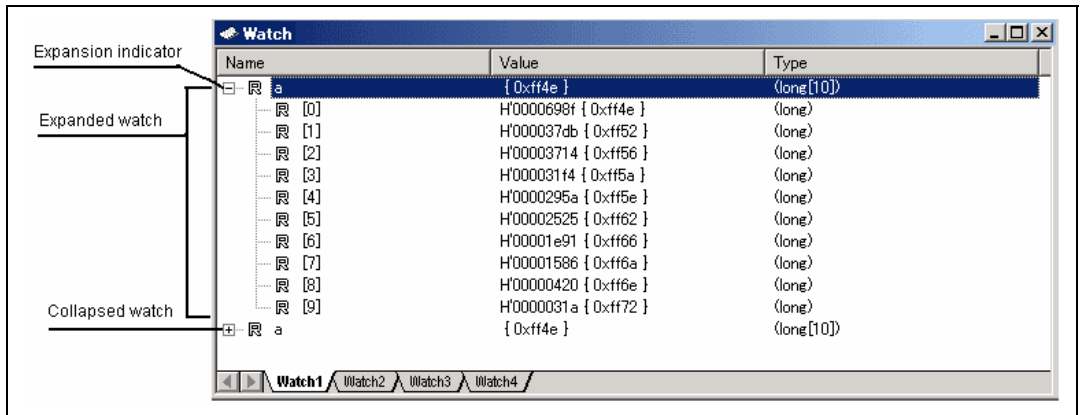 Watch
Expansion indicator
Name Value Type
R a { 0xff4e } (long[10])
R [0] H'0000698f { 0xff4e } (long)
Expanded watch
R [1] H'000037db { 0xff52 } (long)
R [2] H'00003714 { 0xff56 } (long)
R [3] H'000031f4 { 0xff5a } (long)
R [4] H'0000295a { 0xff5e } (long)
R [5] H'00002525 { 0xff62 } (long)
R [6] H'00001e91 { 0xff66 } (long)
R [7] H'00001586 { 0xff6a } (long)
R [8] H'00000420 { 0xff6e } (long)
Collapsed watch
R [9] H'0000031a { 0xff72 } (long)
R a { 0xff4e } (long[10])
Watch1 Watch2 Watch3 Watch4